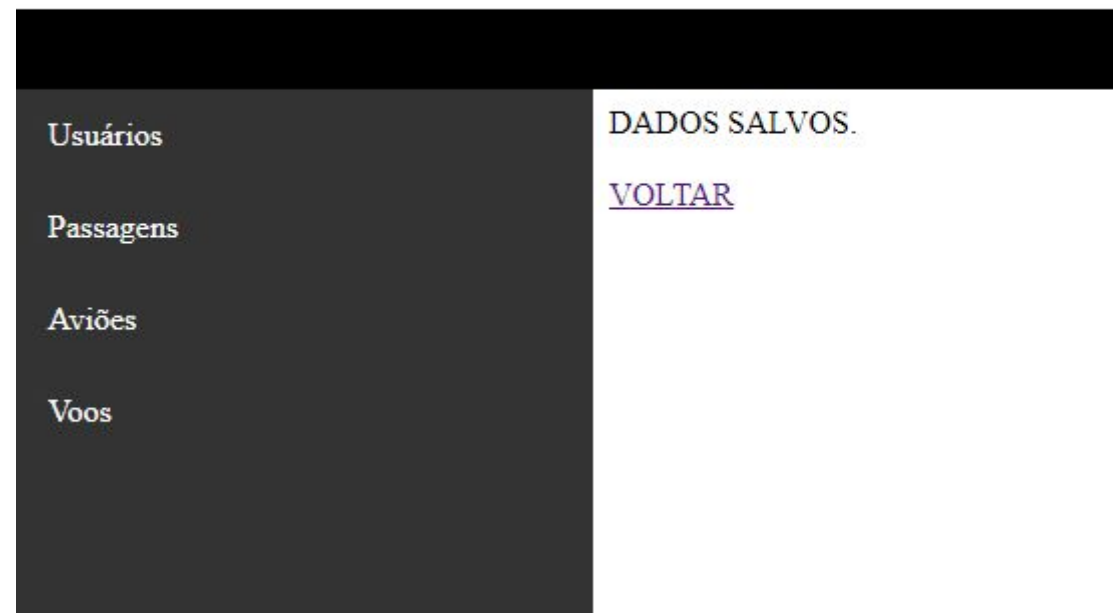 Usuários
Passagens
Aviões
Voos
DADOS SALVOS.
VOLTAR